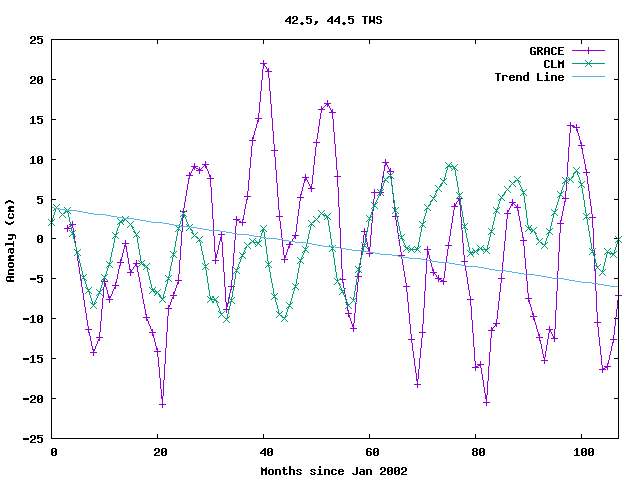 42.5, 44.5 TWS
GRACE
CLM
Trend Line
25
20
15
10
5
0
-5
-10
-15
-20
-25
Anomaly (cm)
0 20 40 60 80 100
Months since Jan 2002